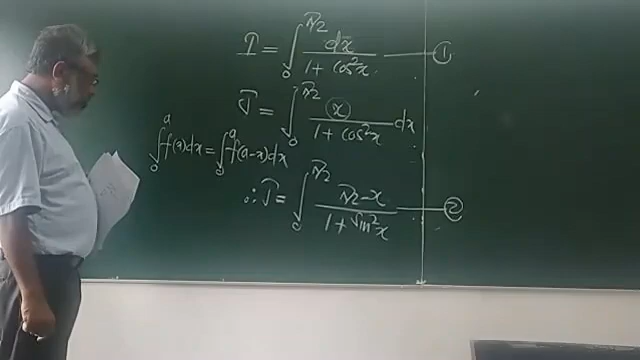 I = ∫₀^{π/2} dx / (1 + cos²x) —— ①
I = ∫₀^{π/2} x / (1 + cos²x) dx
∫₀^a f(x)dx = ∫₀^a f(a-x)dx
∴ I = ∫₀^{π/2} (π/2 - x) / (1 + sin²x) —— ②